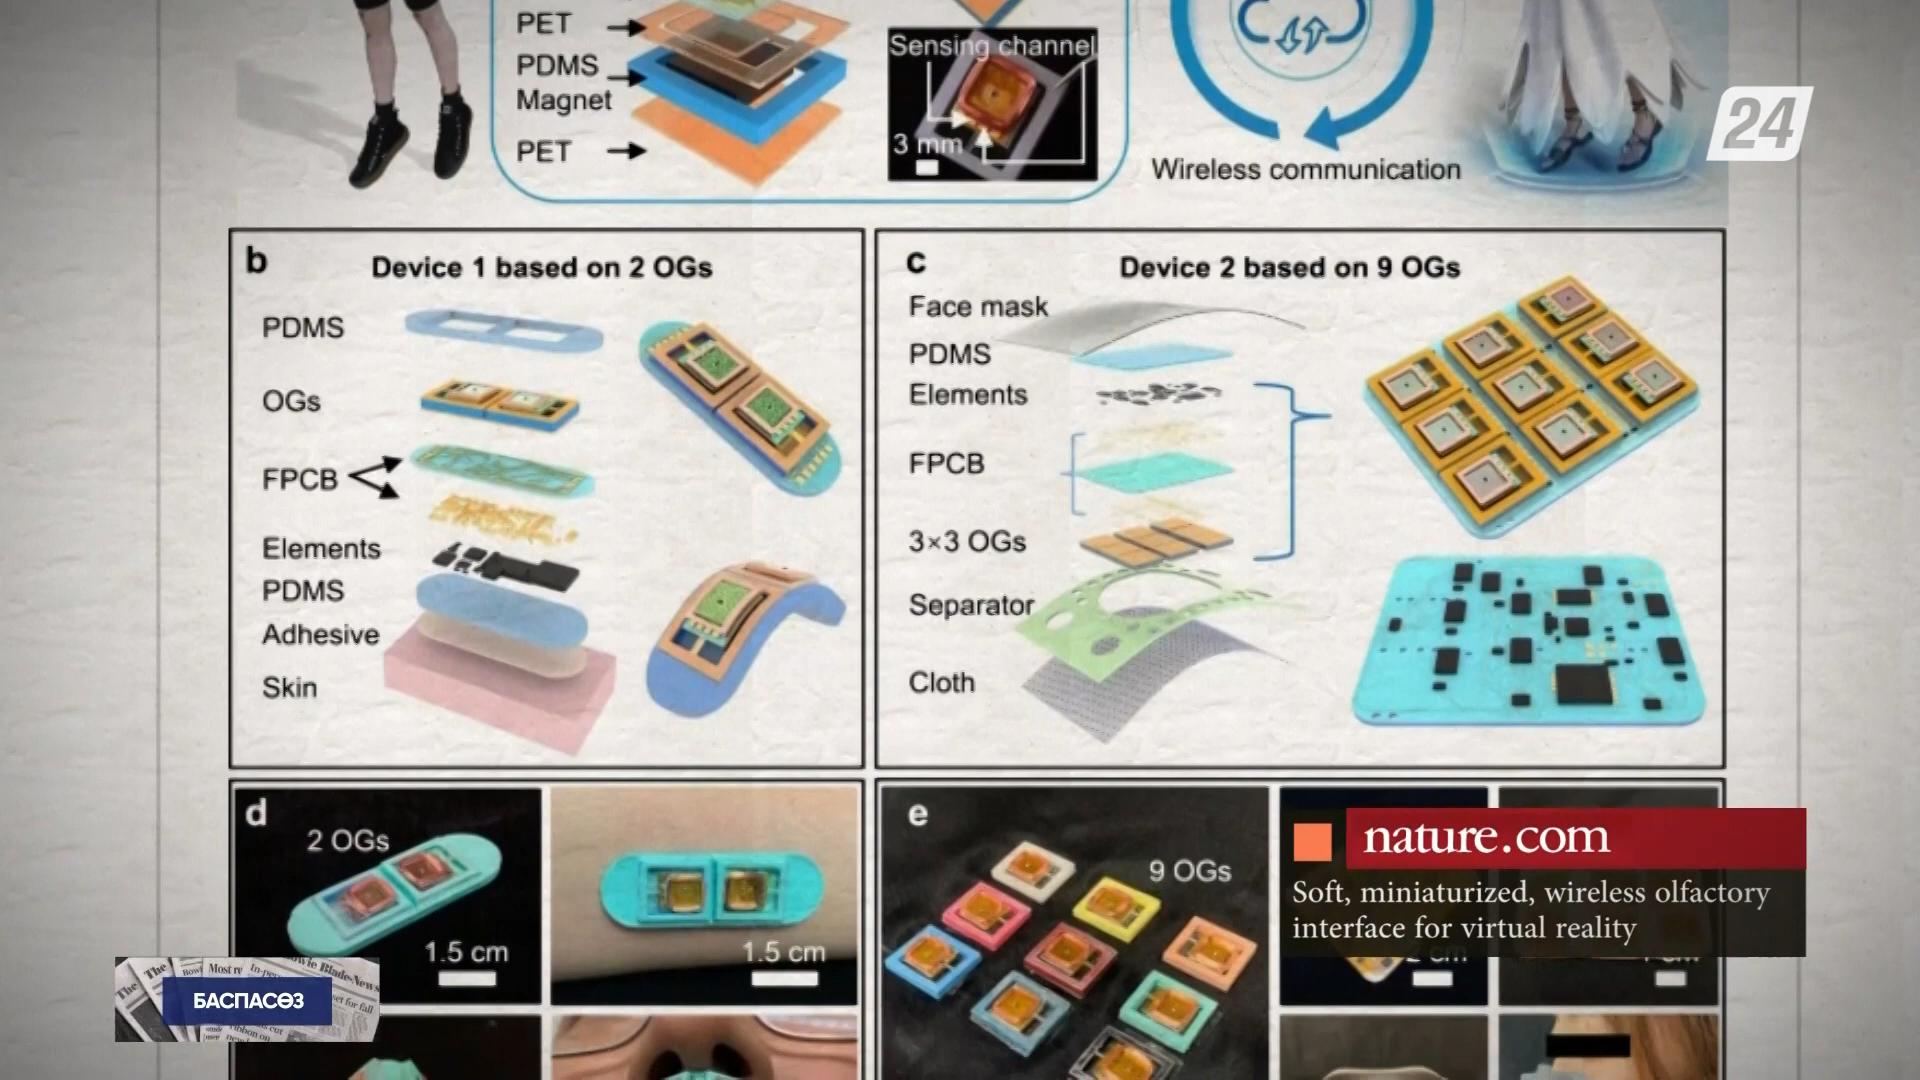 PET
PDMS
Magnet
PET
Sensing channel
3 mm
Wireless communication
24
b
Device 1 based on 2 OGs
PDMS
OGs
FPCB
Elements
PDMS
Adhesive
Skin
c
Device 2 based on 9 OGs
Face mask
PDMS
Elements
FPCB
3×3 OGs
Separator
Cloth
d
2 OGs
1.5 cm
1.5 cm
e
9 OGs
nature.com
Soft, miniaturized, wireless olfactory
interface for virtual reality
2 cm
БАСПАСӨЗ